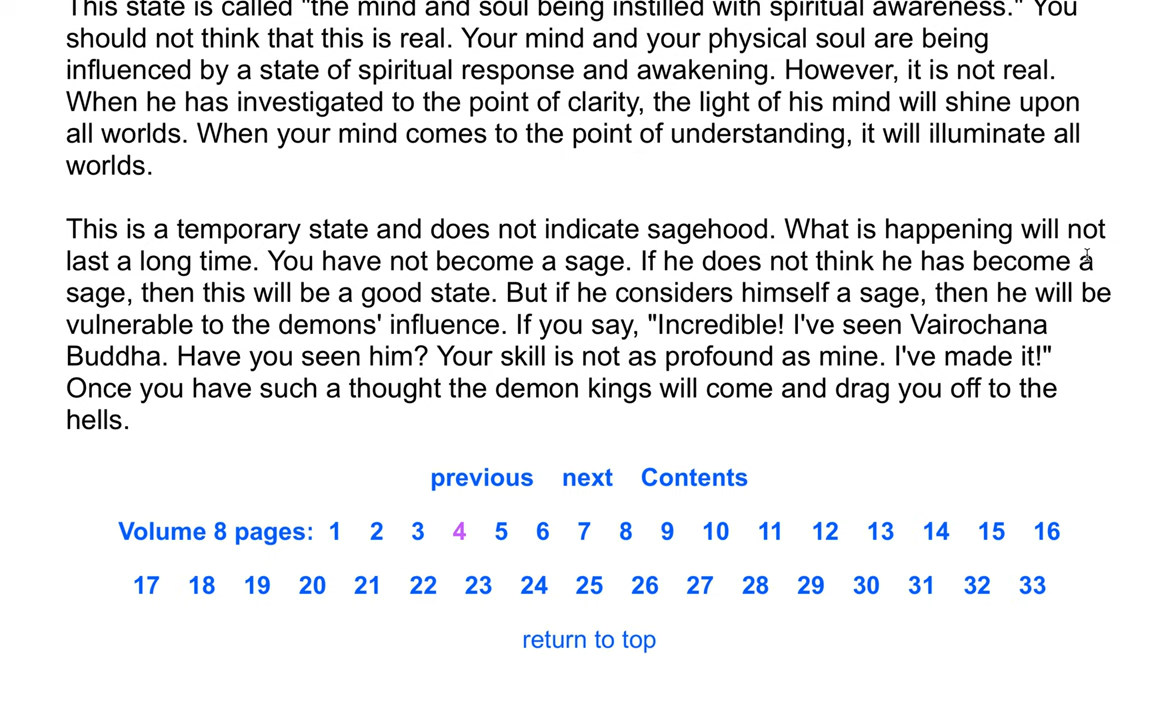 This state is called "the mind and soul being instilled with spiritual awareness." You
should not think that this is real. Your mind and your physical soul are being
influenced by a state of spiritual response and awakening. However, it is not real.
When he has investigated to the point of clarity, the light of his mind will shine upon
all worlds. When your mind comes to the point of understanding, it will illuminate all
worlds.
This is a temporary state and does not indicate sagehood. What is happening will not
last a long time. You have not become a sage. If he does not think he has become a
sage, then this will be a good state. But if he considers himself a sage, then he will be
vulnerable to the demons' influence. If you say, "Incredible! I've seen Vairochana
Buddha. Have you seen him? Your skill is not as profound as mine. I've made it!"
Once you have such a thought the demon kings will come and drag you off to the
hells.
previous next Contents
Volume 8 pages: 1 2 3 4 5 6 7 8 9 10 11 12 13 14 15 16
17 18 19 20 21 22 23 24 25 26 27 28 29 30 31 32 33
return to top